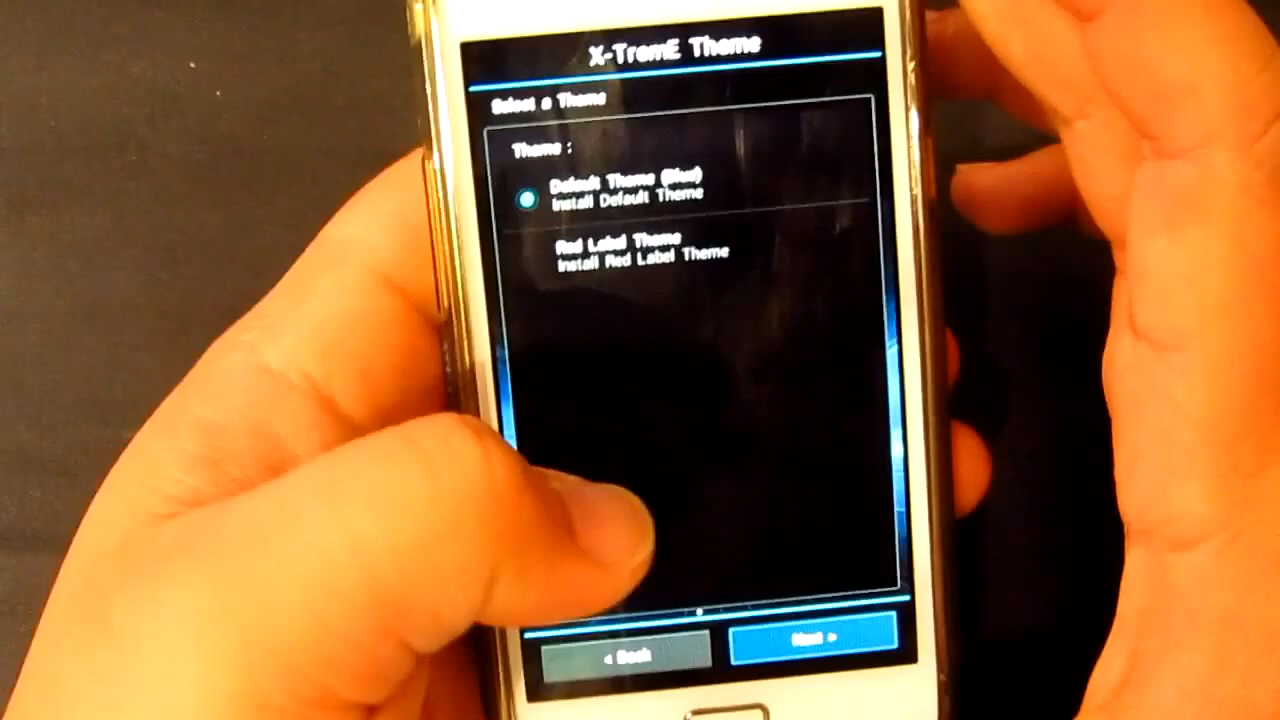 X-TremE Theme
Select a Theme
Theme :
Default Theme (Blue)
Install Default Theme
Red Label Theme
Install Red Label Theme
◄ Back
Next ►